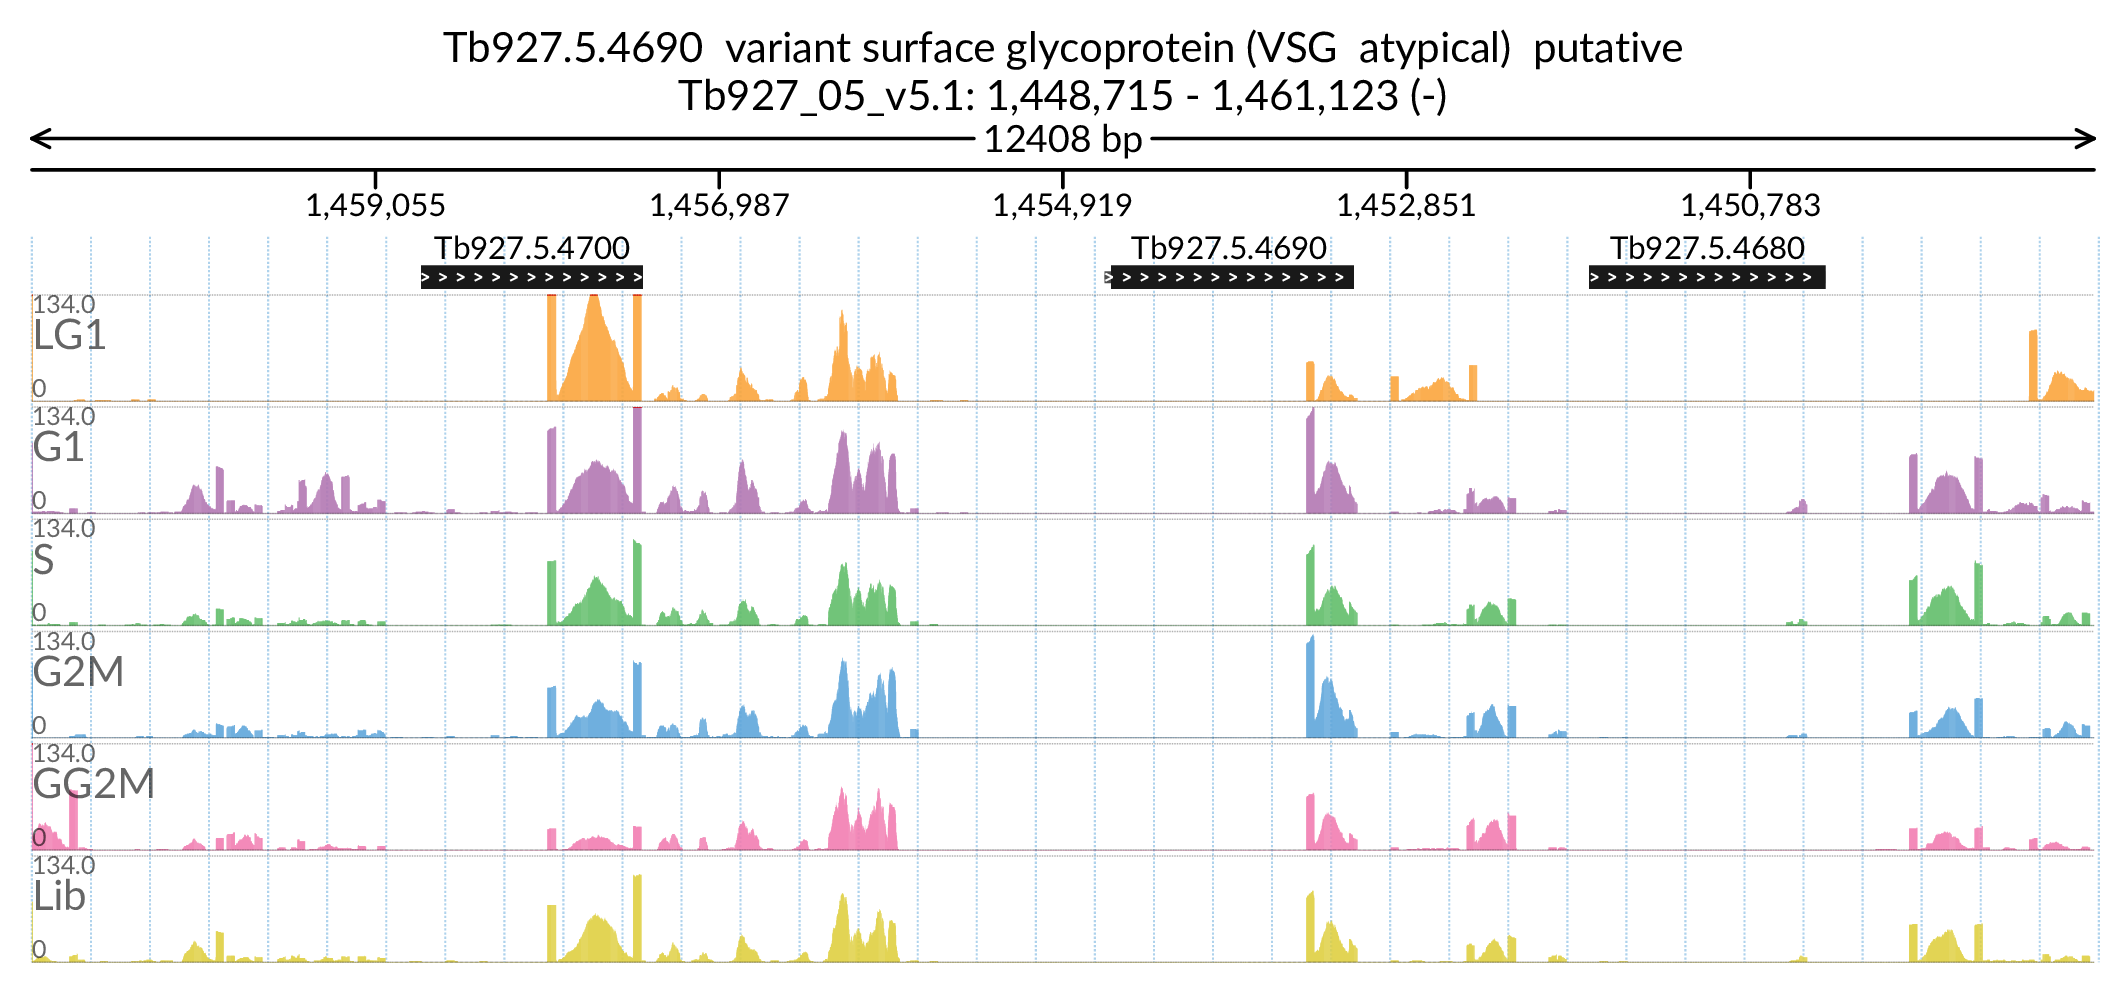 Tb927.5.4690 variant surface glycoprotein (VSG atypical) putative
Tb927_05_v5.1: 1,448,715 - 1,461,123 (-)
12408 bp
1,459,055 1,456,987 1,454,919 1,452,851 1,450,783
Tb927.5.4700 Tb927.5.4690 Tb927.5.4680
134.0
LG1
0
134.0
G1
0
134.0
S
0
134.0
G2M
0
134.0
GG2M
0
134.0
Lib
0